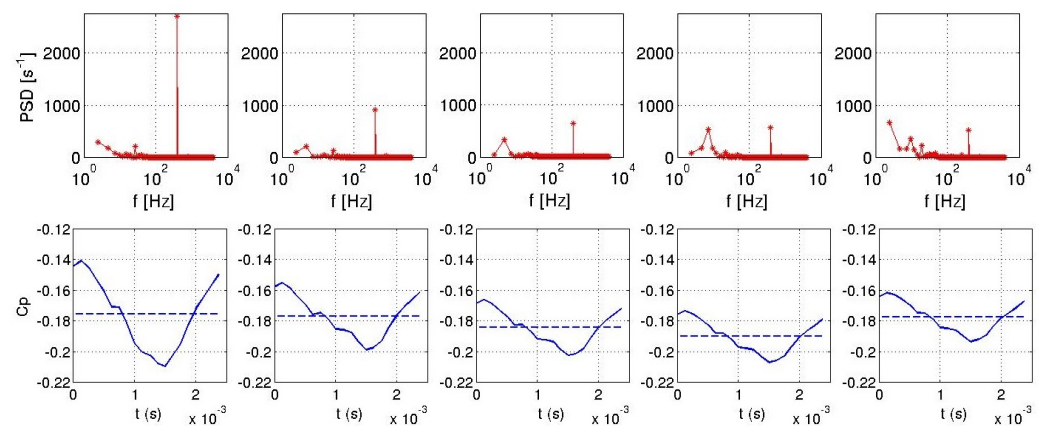 PSD [s⁻¹]
2000
1000
0
10⁰ 10² 10⁴
f [Hz]
2000
1000
0
10⁰ 10² 10⁴
f [Hz]
2000
1000
0
10⁰ 10² 10⁴
f [Hz]
2000
1000
0
10⁰ 10² 10⁴
f [Hz]
2000
1000
0
10⁰ 10² 10⁴
f [Hz]
Cp
-0.12
-0.14
-0.16
-0.18
-0.2
-0.22
0 1 2
t (s) × 10⁻³
-0.12
-0.14
-0.16
-0.18
-0.2
-0.22
0 1 2
t (s) × 10⁻³
-0.12
-0.14
-0.16
-0.18
-0.2
-0.22
0 1 2
t (s) × 10⁻³
-0.12
-0.14
-0.16
-0.18
-0.2
-0.22
0 1 2
t (s) × 10⁻³
-0.12
-0.14
-0.16
-0.18
-0.2
-0.22
0 1 2
t (s) × 10⁻³